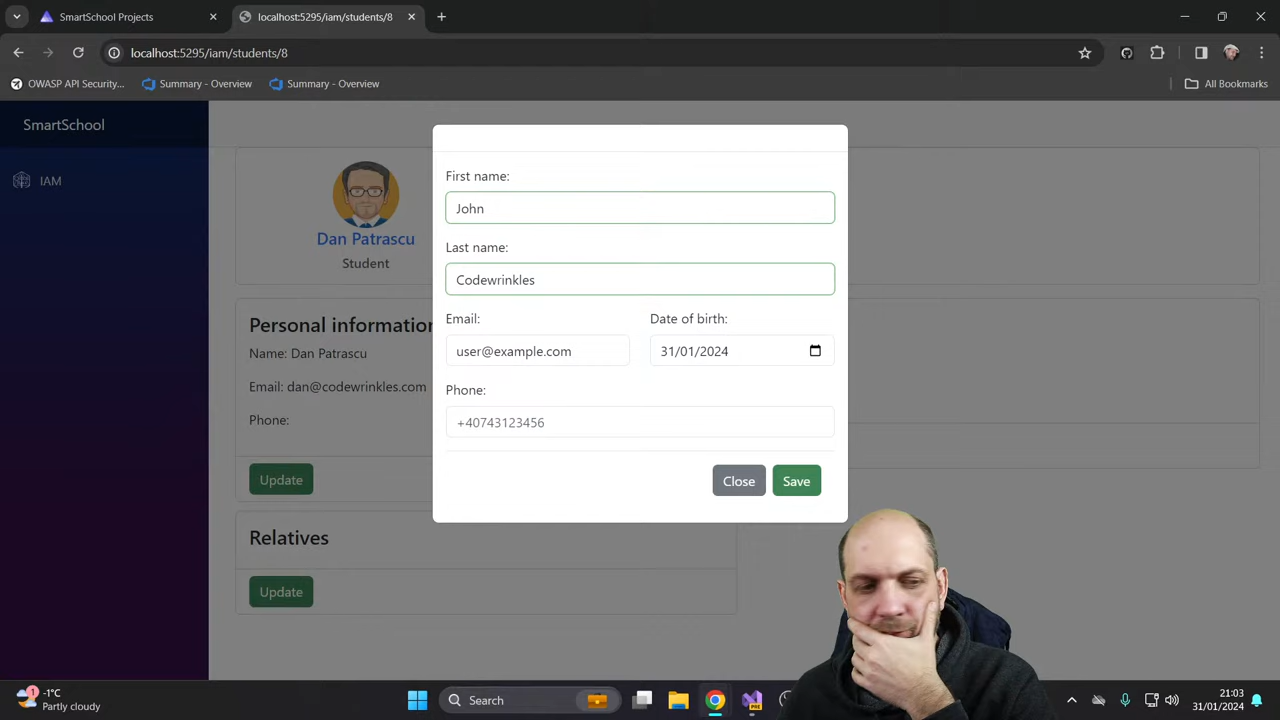 SmartSchool Projects
localhost:5295/iam/students/8
localhost:5295/iam/students/8
OWASP API Security...
Summary - Overview
Summary - Overview
All Bookmarks
SmartSchool
IAM
Dan Patrascu
Student
Personal information
Name: Dan Patrascu
Email: dan@codewrinkles.com
Phone:
Update
Relatives
Update
First name:
John
Last name:
Codewrinkles
Email:
Date of birth:
user@example.com
31/01/2024
Phone:
+40743123456
Close
Save
1
-1°C
Partly cloudy
Search
PRE
21:03
31/01/2024